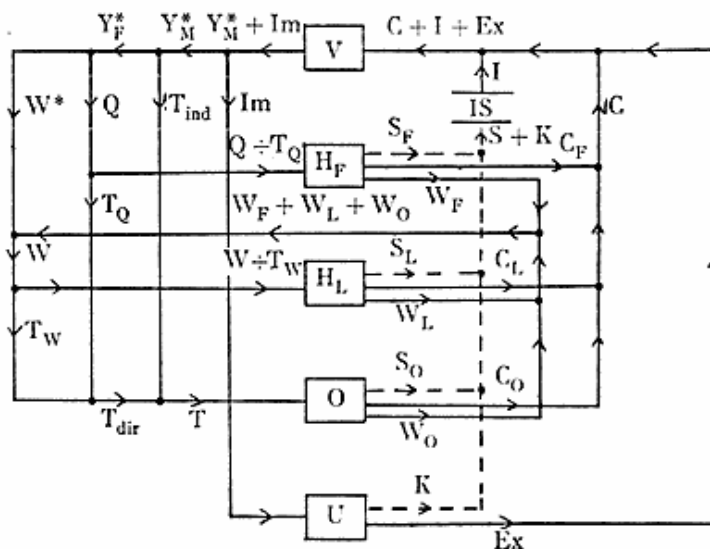 Y*F Y*M Y*M + Im V C + I + Ex
I
W* Q Tind Im IS C
Q ÷ TQ HF SF S + K CF
TQ WF
WF + WL + WO
W W ÷ TW HL SL CL
TW WL
O SO CO
Tdir T WO
U K
Ex